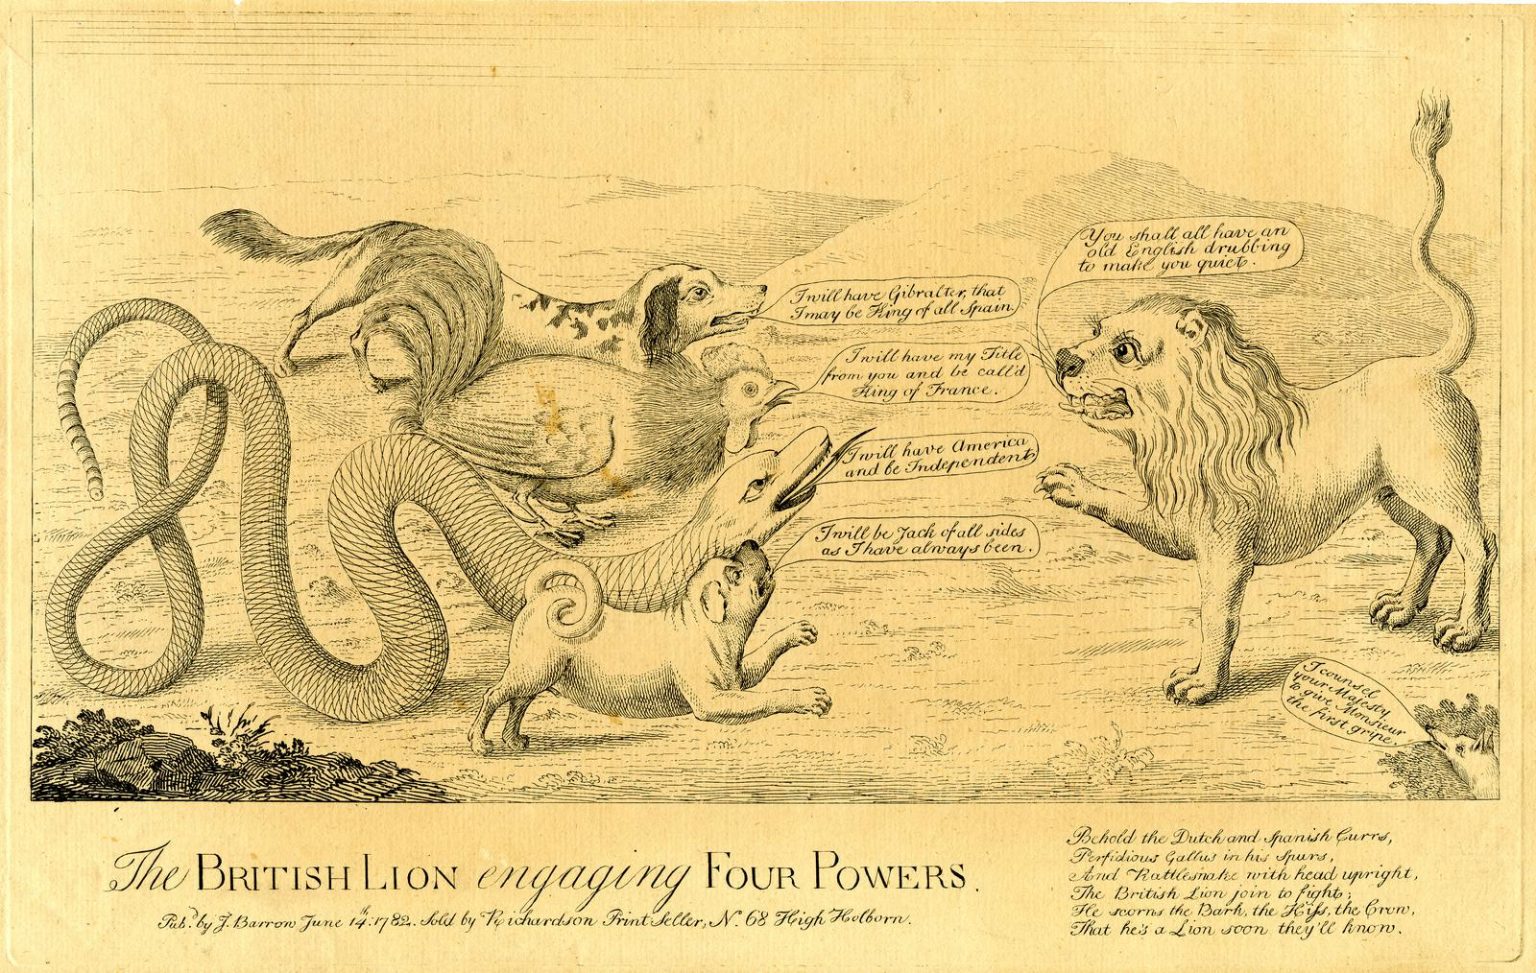 You shall all have an
old English drubbing
to make you quiet.
I will have Gibralter, that
I may be King of all Spain.
I will have my Title
from you and be call'd
King of France.
I will have America
and be Independent
I will be Jack of all sides
as I have always been.
I counsel
your Majesty
to give Monsieur
the first gripe.
The BRITISH LION engaging FOUR POWERS.
Pubd. by J. Barrow June 14th. 1782. Sold by Richardson Print Seller, No. 68 High Holborn.
Behold the Dutch and Spanish Currs,
Perfidious Gallus in his Spurs,
And Rattlesnake with head upright,
The British Lion join to fight;
He scorns the Bark, the Hiss, the Crow,
That he's a Lion soon they'll know.